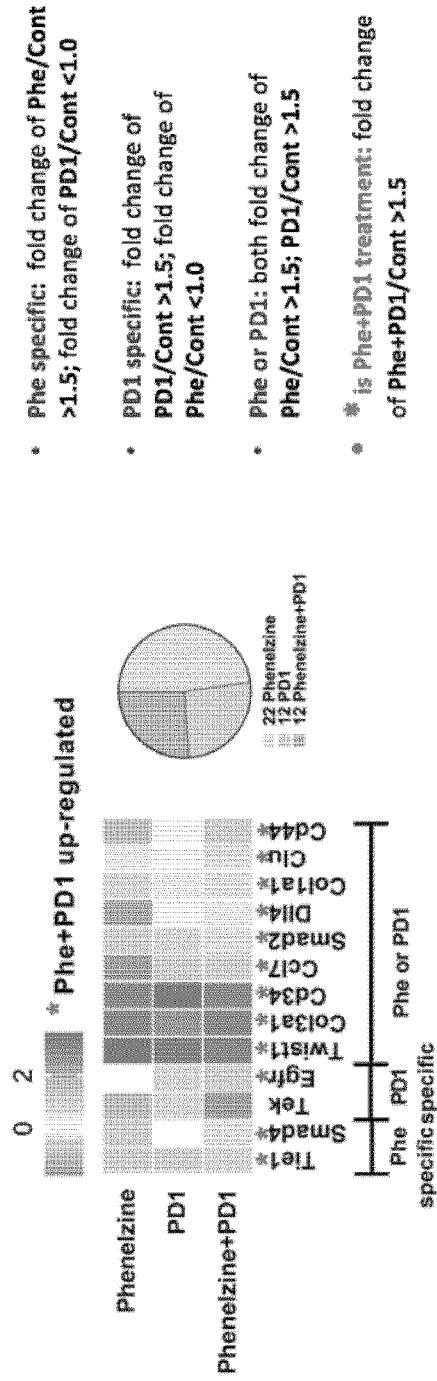 0 2
* Phe+PD1 up-regulated
Phenelzine
PD1
Phenelzine+PD1
Tie1*
Smad4*
Tek
Egfr*
Twist1*
Col3a1*
Cd34*
Ccl7*
Smad2
Dll4*
Col1a1*
Clu*
Cd44*
Phe specific
PD1 specific
Phe or PD1
22 Phenelzine
12 PD1
12 Phenelzine+PD1
• Phe specific: fold change of Phe/Cont
>1.5; fold change of PD1/Cont <1.0
• PD1 specific: fold change of
PD1/Cont >1.5; fold change of
Phe/Cont <1.0
• Phe or PD1: both fold change of
Phe/Cont >1.5; PD1/Cont >1.5
• * is Phe+PD1 treatment: fold change
of Phe+PD1/Cont >1.5